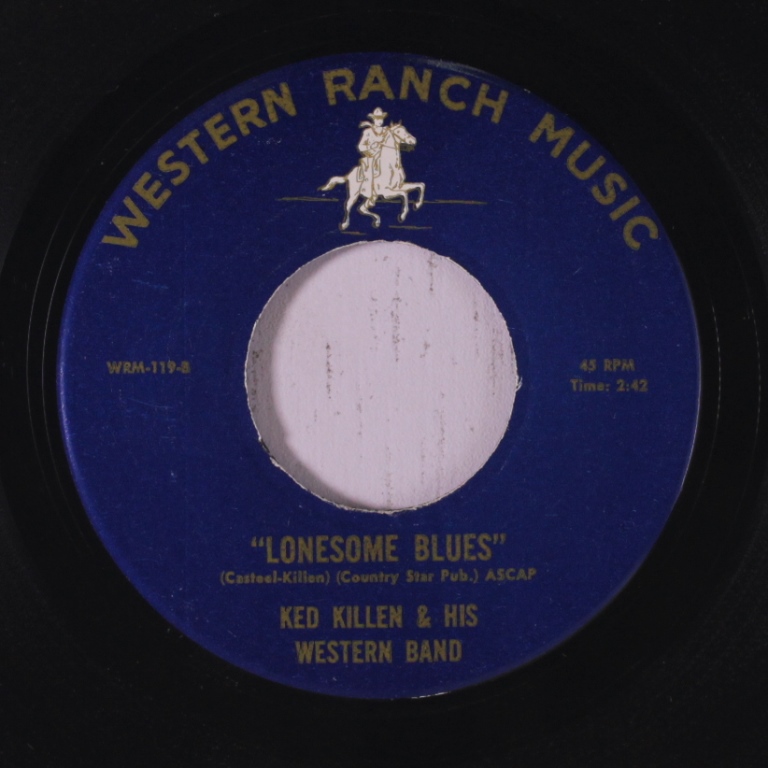 WESTERN RANCH MUSIC
WRM-119-B
45 RPM
Time: 2:42
"LONESOME BLUES"
(Casteel-Killen) (Country Star Pub.) ASCAP
KED KILLEN & HIS
WESTERN BAND